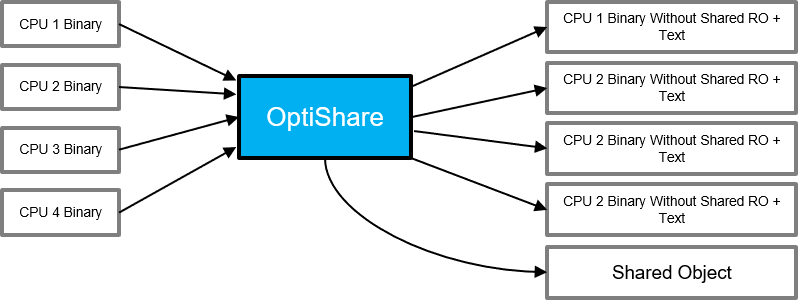 CPU 1 Binary
CPU 2 Binary
CPU 3 Binary
CPU 4 Binary
OptiShare
CPU 1 Binary Without Shared RO +
Text
CPU 2 Binary Without Shared RO +
Text
CPU 2 Binary Without Shared RO +
Text
CPU 2 Binary Without Shared RO +
Text
Shared Object